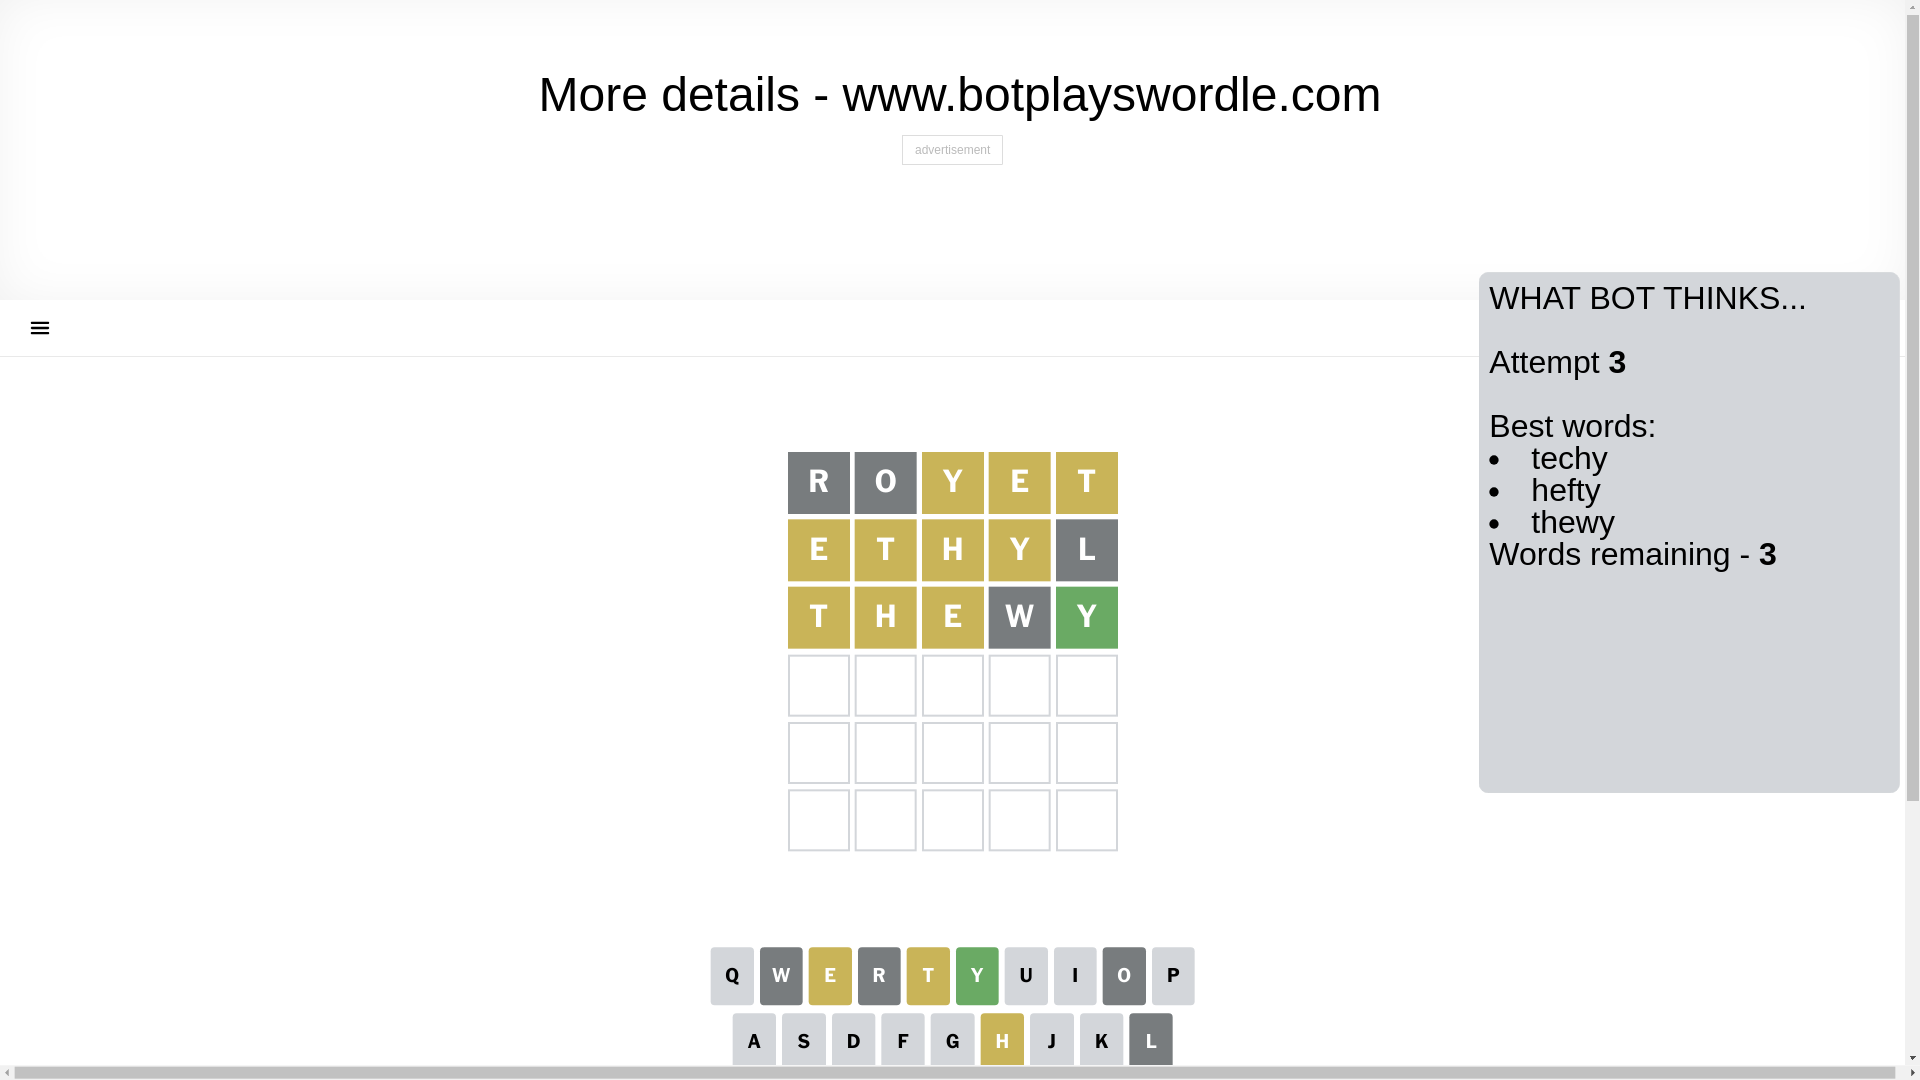 More details - www.botplayswordle.com
advertisement
WHAT BOT THINKS...
Attempt 3
Best words:
• techy
• hefty
• thewy
Words remaining - 3
R O Y E T
E T H Y L
T H E W Y
Q W E R T Y U I O P
A S D F G H J K L